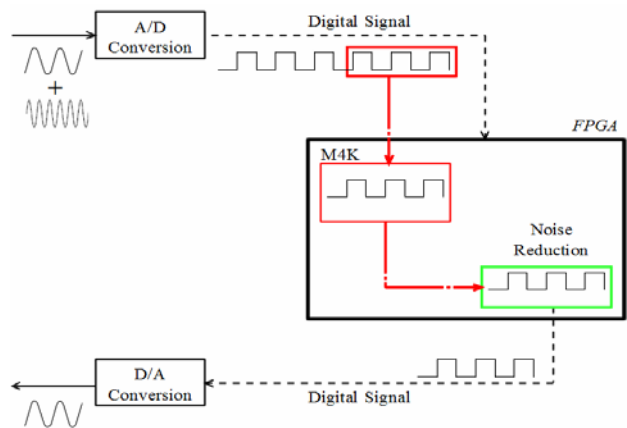 A/D
Conversion
Digital Signal
+
FPGA
M4K
Noise
Reduction
D/A
Conversion
Digital Signal